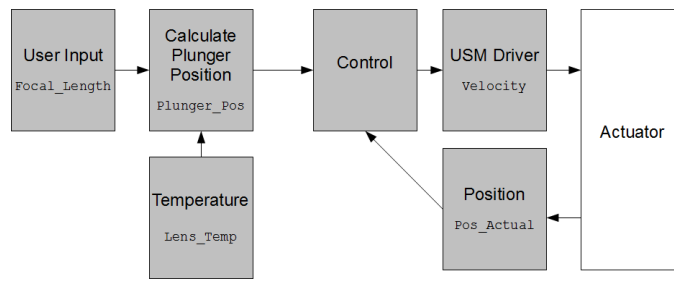 User Input
Focal_Length
Calculate
Plunger
Position
Plunger_Pos
Control
USM Driver
Velocity
Actuator
Temperature
Lens_Temp
Position
Pos_Actual